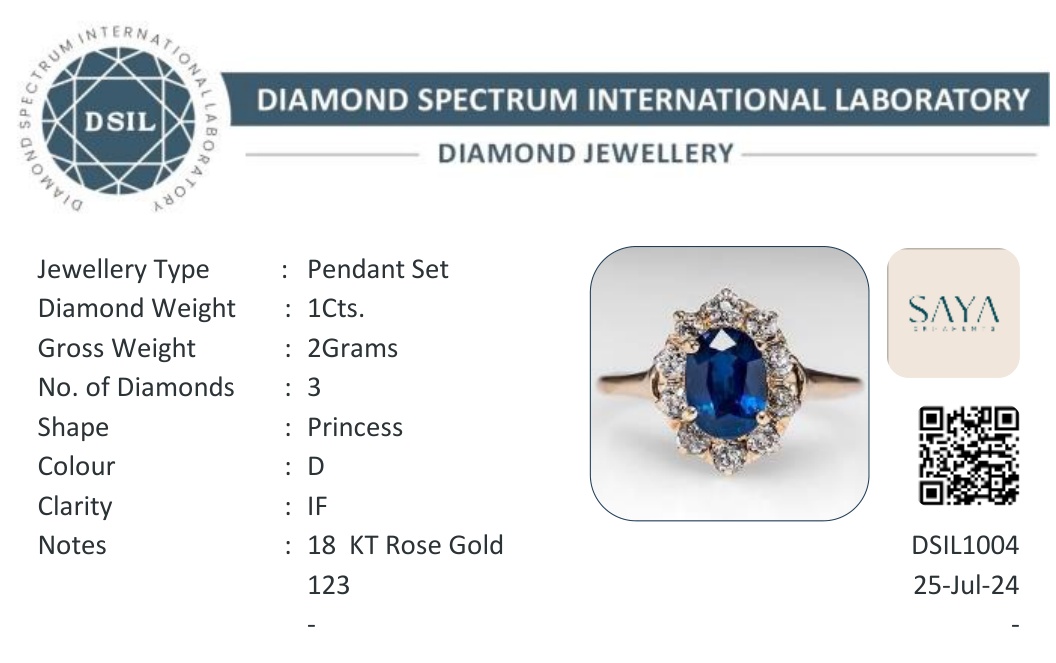 DIAMOND SPECTRUM INTERNATIONAL LABORATORY
DSIL
DIAMOND SPECTRUM INTERNATIONAL LABORATORY
DIAMOND JEWELLERY
Jewellery Type : Pendant Set
Diamond Weight : 1Cts.
Gross Weight : 2Grams
No. of Diamonds : 3
Shape : Princess
Colour : D
Clarity : IF
Notes : 18 KT Rose Gold
123
-
SAYA
ORNAMENTS
DSIL1004
25-Jul-24
-